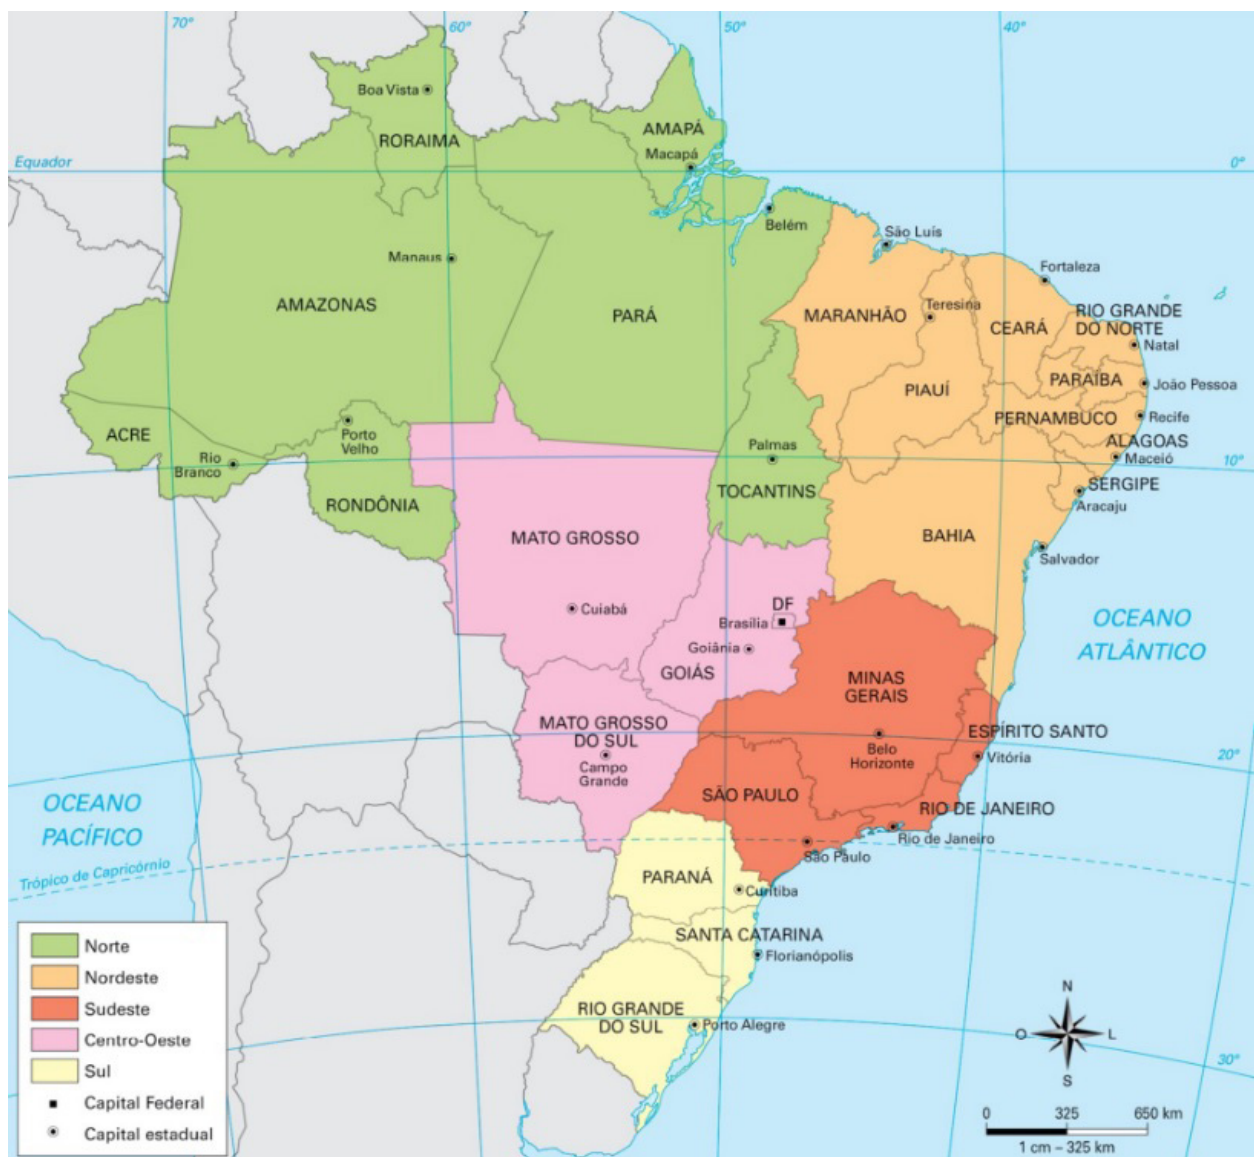 70°
60°
50°
40°
Boa Vista
RORAIMA
AMAPÁ
Macapá
Equador
0°
Belém
São Luís
Manaus
Fortaleza
AMAZONAS
PARÁ
MARANHÃO
Teresina
CEARÁ
RIO GRANDE
DO NORTE
Natal
PIAUÍ
PARAÍBA
João Pessoa
PERNAMBUCO
Recife
ACRE
Rio
Branco
Porto
Velho
Palmas
ALAGOAS
Maceió
10°
RONDÔNIA
TOCANTINS
SERGIPE
Aracaju
MATO GROSSO
BAHIA
Salvador
Cuiabá
DF
Brasília
Goiânia
GOIÁS
OCEANO
ATLÂNTICO
MINAS
GERAIS
MATO GROSSO
DO SUL
Campo
Grande
Belo
Horizonte
ESPÍRITO SANTO
Vitória
20°
SÃO PAULO
RIO DE JANEIRO
Rio de Janeiro
São Paulo
OCEANO
PACÍFICO
Trópico de Capricórnio
PARANÁ
Curitiba
SANTA CATARINA
Florianópolis
RIO GRANDE
DO SUL
Porto Alegre
30°
Norte
Nordeste
Sudeste
Centro-Oeste
Sul
Capital Federal
Capital estadual
N
O
L
S
0 325 650 km
1 cm – 325 km